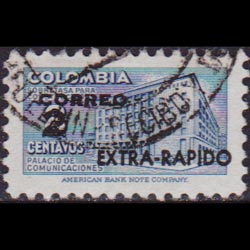 COLOMBIA
SOBRETASA PARA
CORREO
2
CENTAVOS
EXTRA-RAPIDO
PALACIO DE
COMUNICACIONES
AMERICAN BANK NOTE COMPANY.